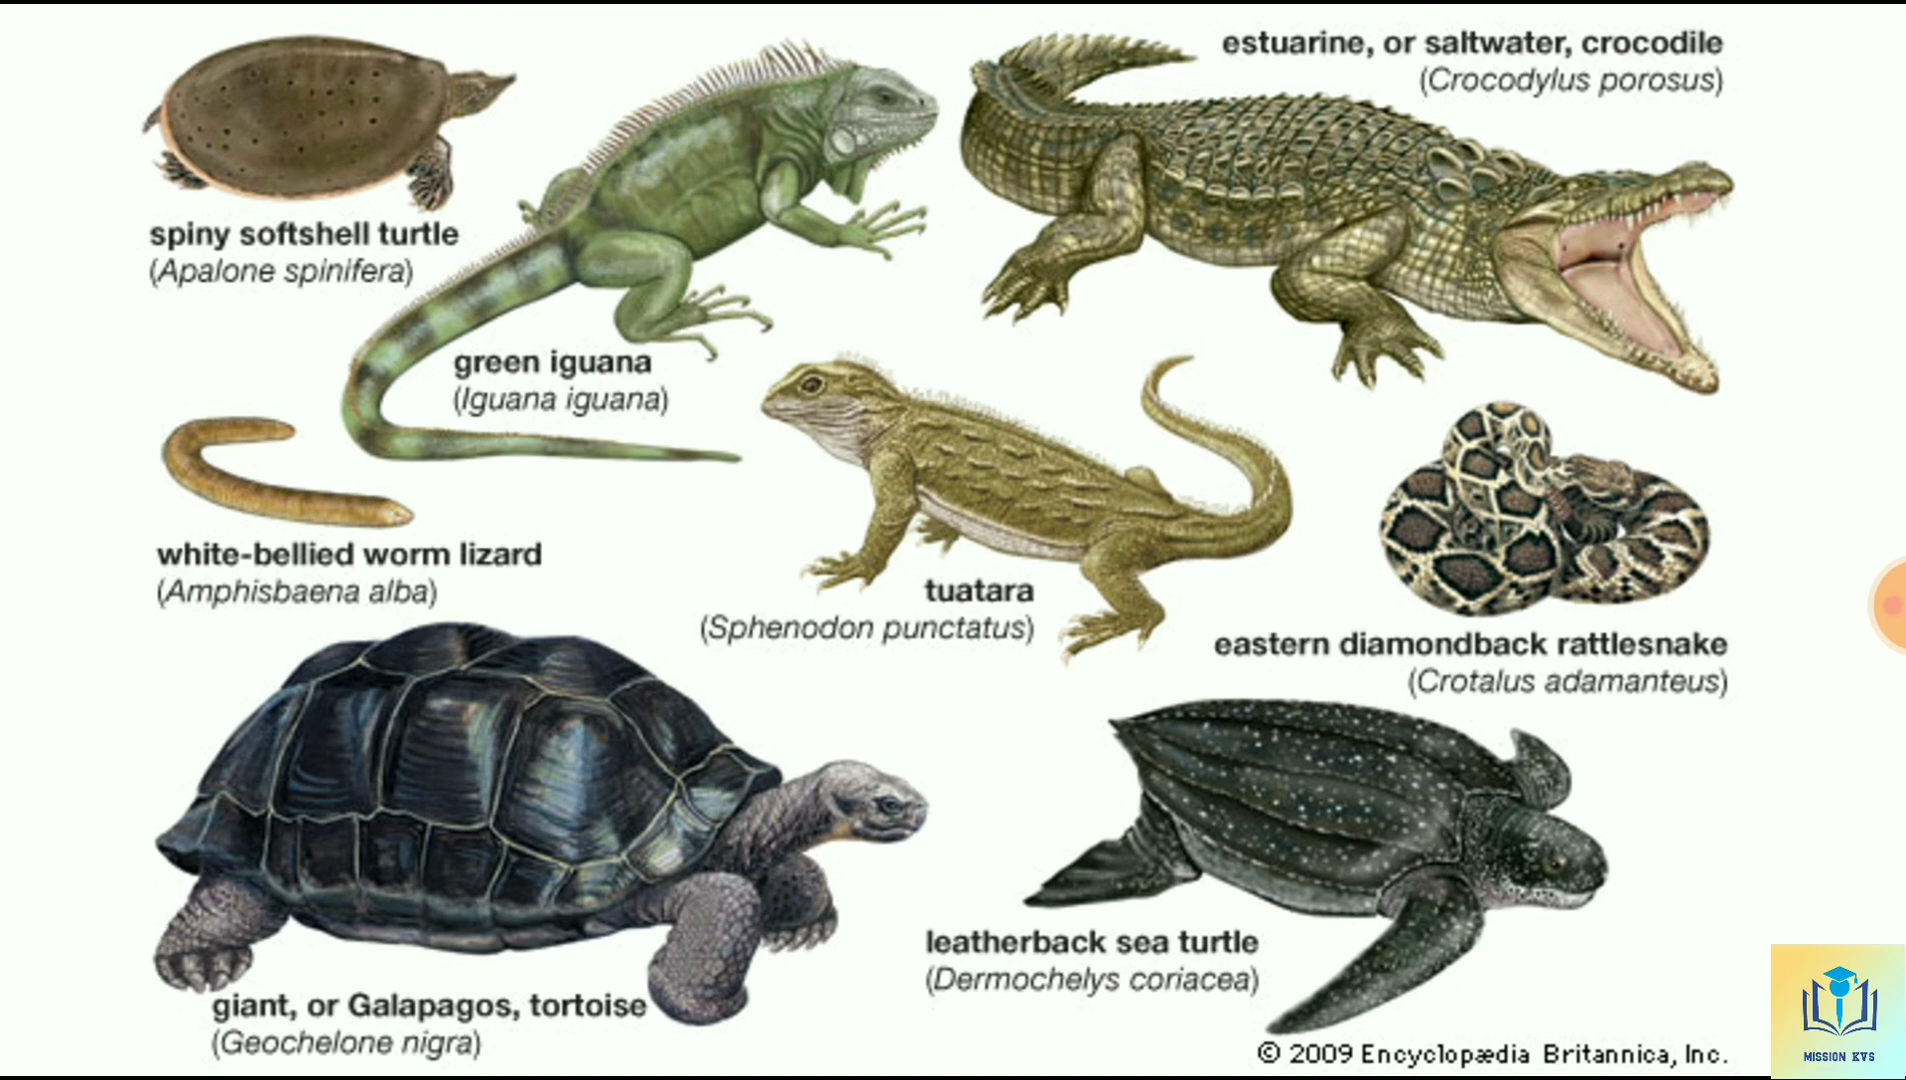 estuarine, or saltwater, crocodile
(Crocodylus porosus)
spiny softshell turtle
(Apalone spinifera)
green iguana
(Iguana iguana)
white-bellied worm lizard
(Amphisbaena alba)
tuatara
(Sphenodon punctatus)
eastern diamondback rattlesnake
(Crotalus adamanteus)
leatherback sea turtle
(Dermochelys coriacea)
giant, or Galapagos, tortoise
(Geochelone nigra)
© 2009 Encyclopædia Britannica, Inc.
MISSION KVS